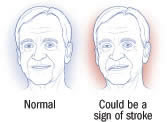 Normal
Could be a
sign of stroke